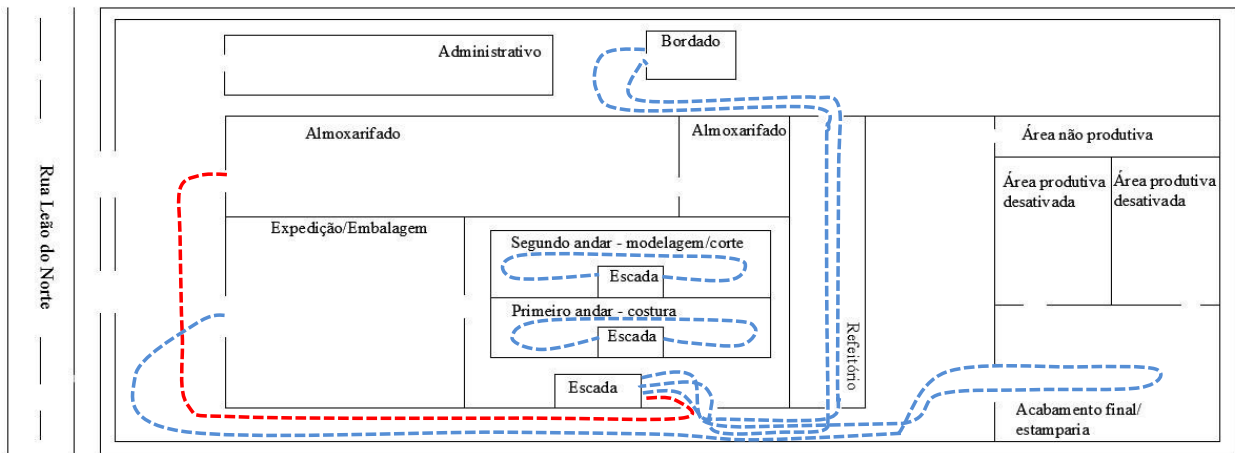 Rua Leão do Norte
Administrativo
Bordado
Almoxarifado
Almoxarifado
Área não produtiva
Área produtiva
desativada
Área produtiva
desativada
Expedição/Embalagem
Segundo andar - modelagem/corte
Escada
Primeiro andar - costura
Escada
Refeitório
Escada
Acabamento final/
estamparia